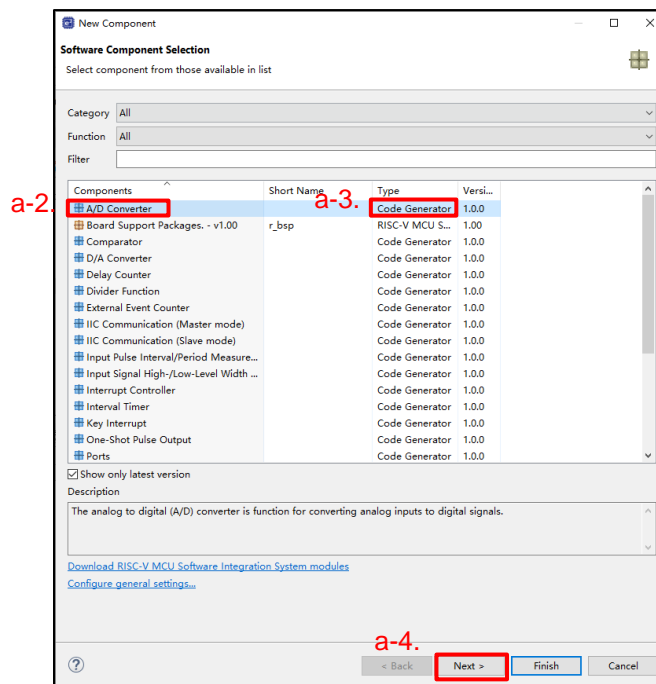 New Component
Software Component Selection
Select component from those available in list
Category All
Function All
Filter
Components Short Name Type Versi...
a-2. A/D Converter a-3. Code Generator 1.0.0
Board Support Packages. - v1.00 r_bsp RISC-V MCU S... 1.00
Comparator Code Generator 1.0.0
D/A Converter Code Generator 1.0.0
Delay Counter Code Generator 1.0.0
Divider Function Code Generator 1.0.0
External Event Counter Code Generator 1.0.0
IIC Communication (Master mode) Code Generator 1.0.0
IIC Communication (Slave mode) Code Generator 1.0.0
Input Pulse Interval/Period Measure... Code Generator 1.0.0
Input Signal High-/Low-Level Width ... Code Generator 1.0.0
Interrupt Controller Code Generator 1.0.0
Interval Timer Code Generator 1.0.0
Key Interrupt Code Generator 1.0.0
One-Shot Pulse Output Code Generator 1.0.0
Ports Code Generator 1.0.0
Show only latest version
Description
The analog to digital (A/D) converter is function for converting analog inputs to digital signals.
Download RISC-V MCU Software Integration System modules
Configure general settings...
a-4.
? < Back Next > Finish Cancel